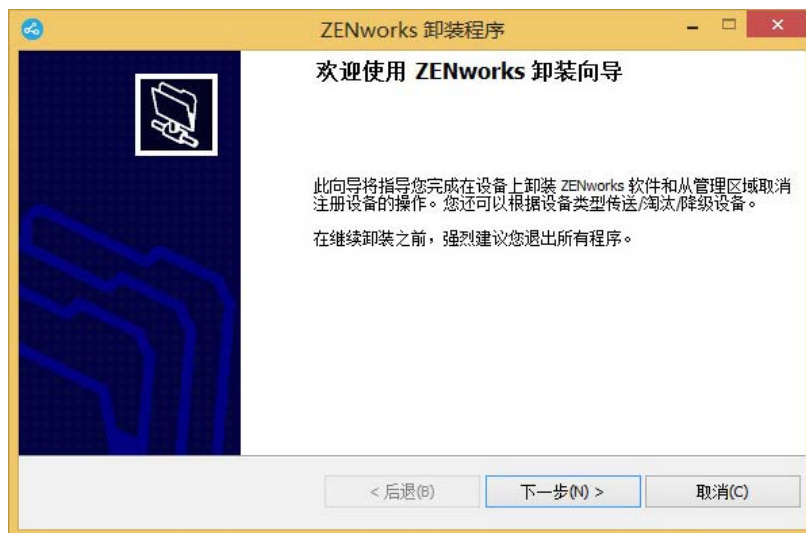 ZENworks 卸装程序
欢迎使用 ZENworks 卸装向导
此向导将指导您完成在设备上卸装 ZENworks 软件和从管理区域取消
注册设备的操作。您还可以根据设备类型传送/淘汰/降级设备。
在继续卸装之前，强烈建议您退出所有程序。
< 后退(B)
下一步(N) >
取消(C)